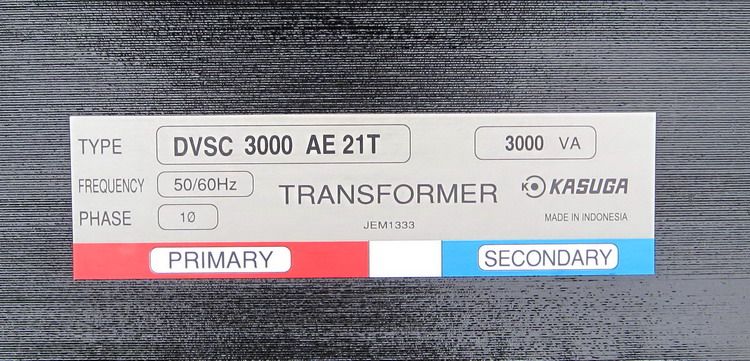 TYPE DVSC 3000 AE 21T 3000 VA
FREQUENCY 50/60Hz TRANSFORMER KASUGA
PHASE 1Ø JEM1333 MADE IN INDONESIA
PRIMARY SECONDARY